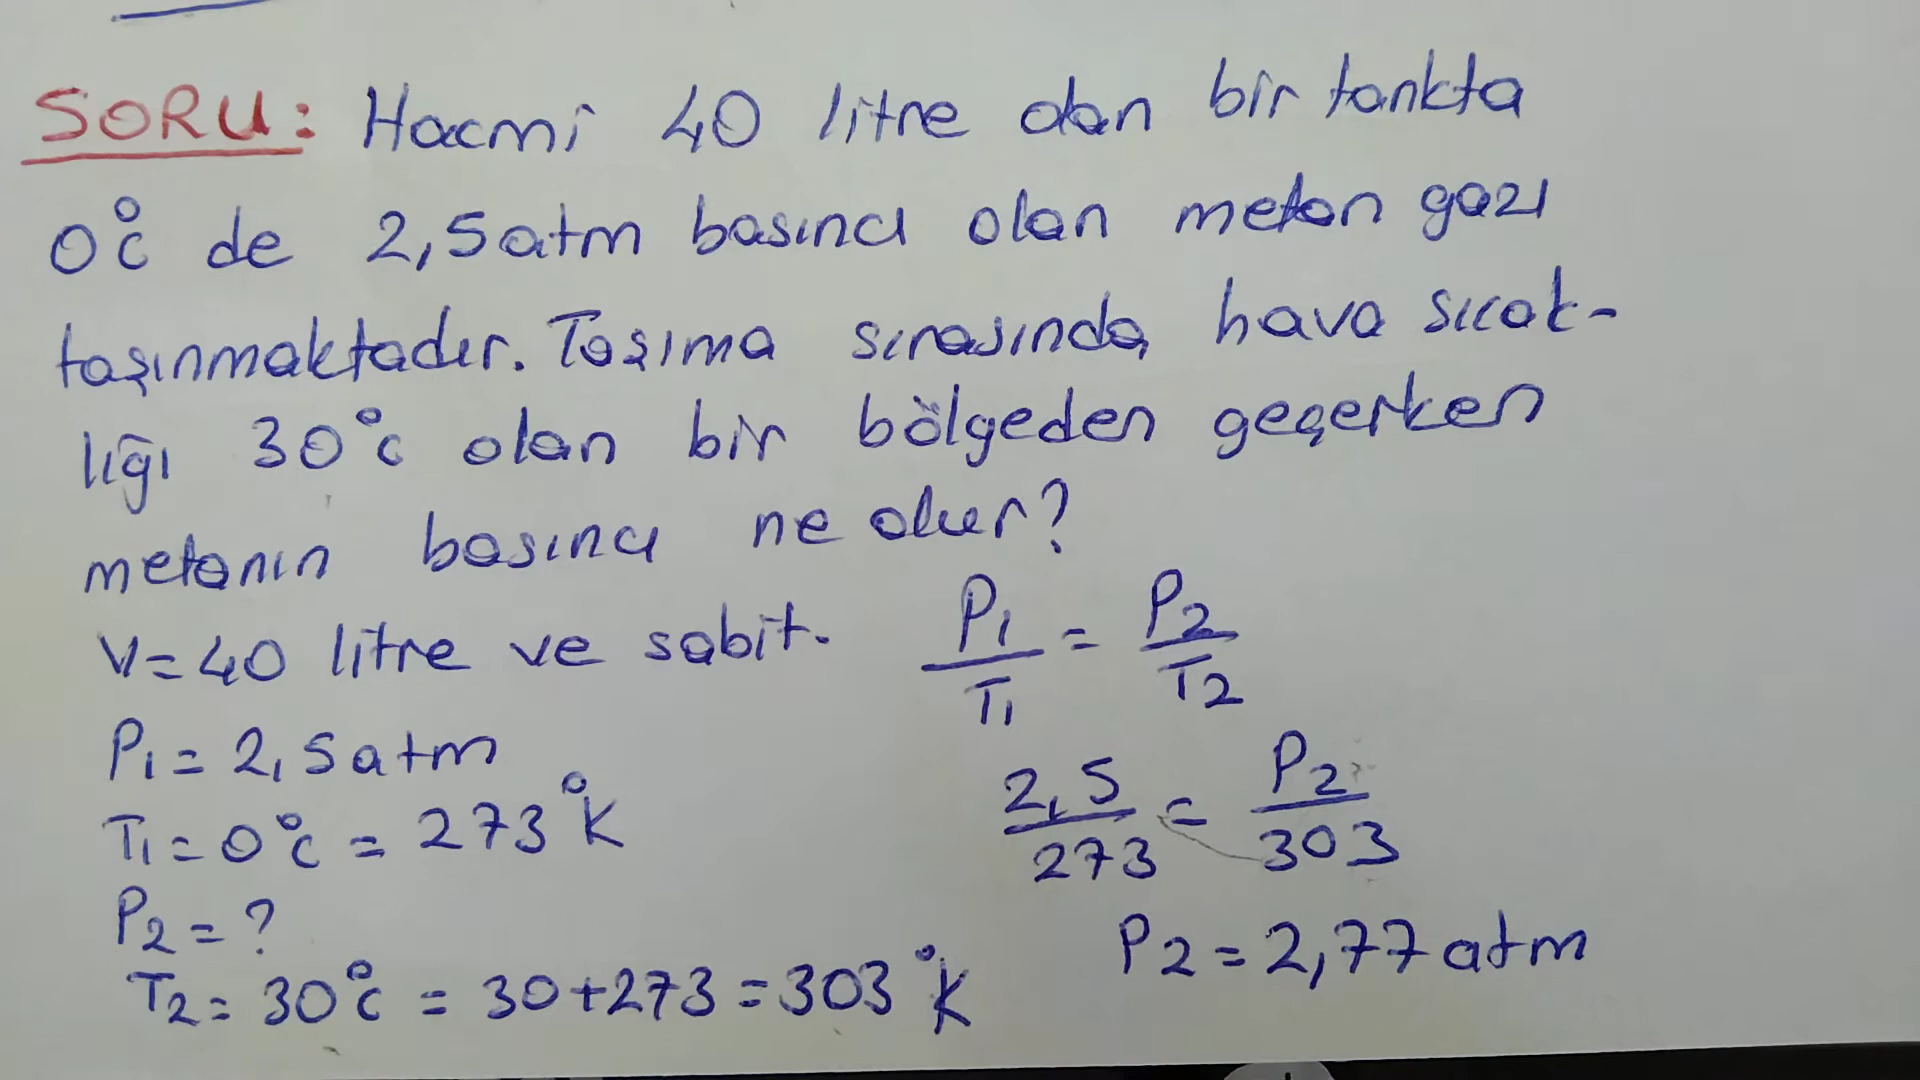 SORU: Hacmi 40 litre olan bir tankta
0°C de 2,5 atm basıncı olan metan gazı
taşınmaktadır. Taşıma sırasında hava sıcak-
lığı 30°C olan bir bölgeden geçerken
metanın basıncı ne olur?
V=40 litre ve sabit.
P1 = 2,5 atm
T1 = 0°C = 273°K
P2 = ?
T2 = 30°C = 30+273 = 303°K
P1/T1 = P2/T2
2,5/273 = P2/303
P2 = 2,77 atm